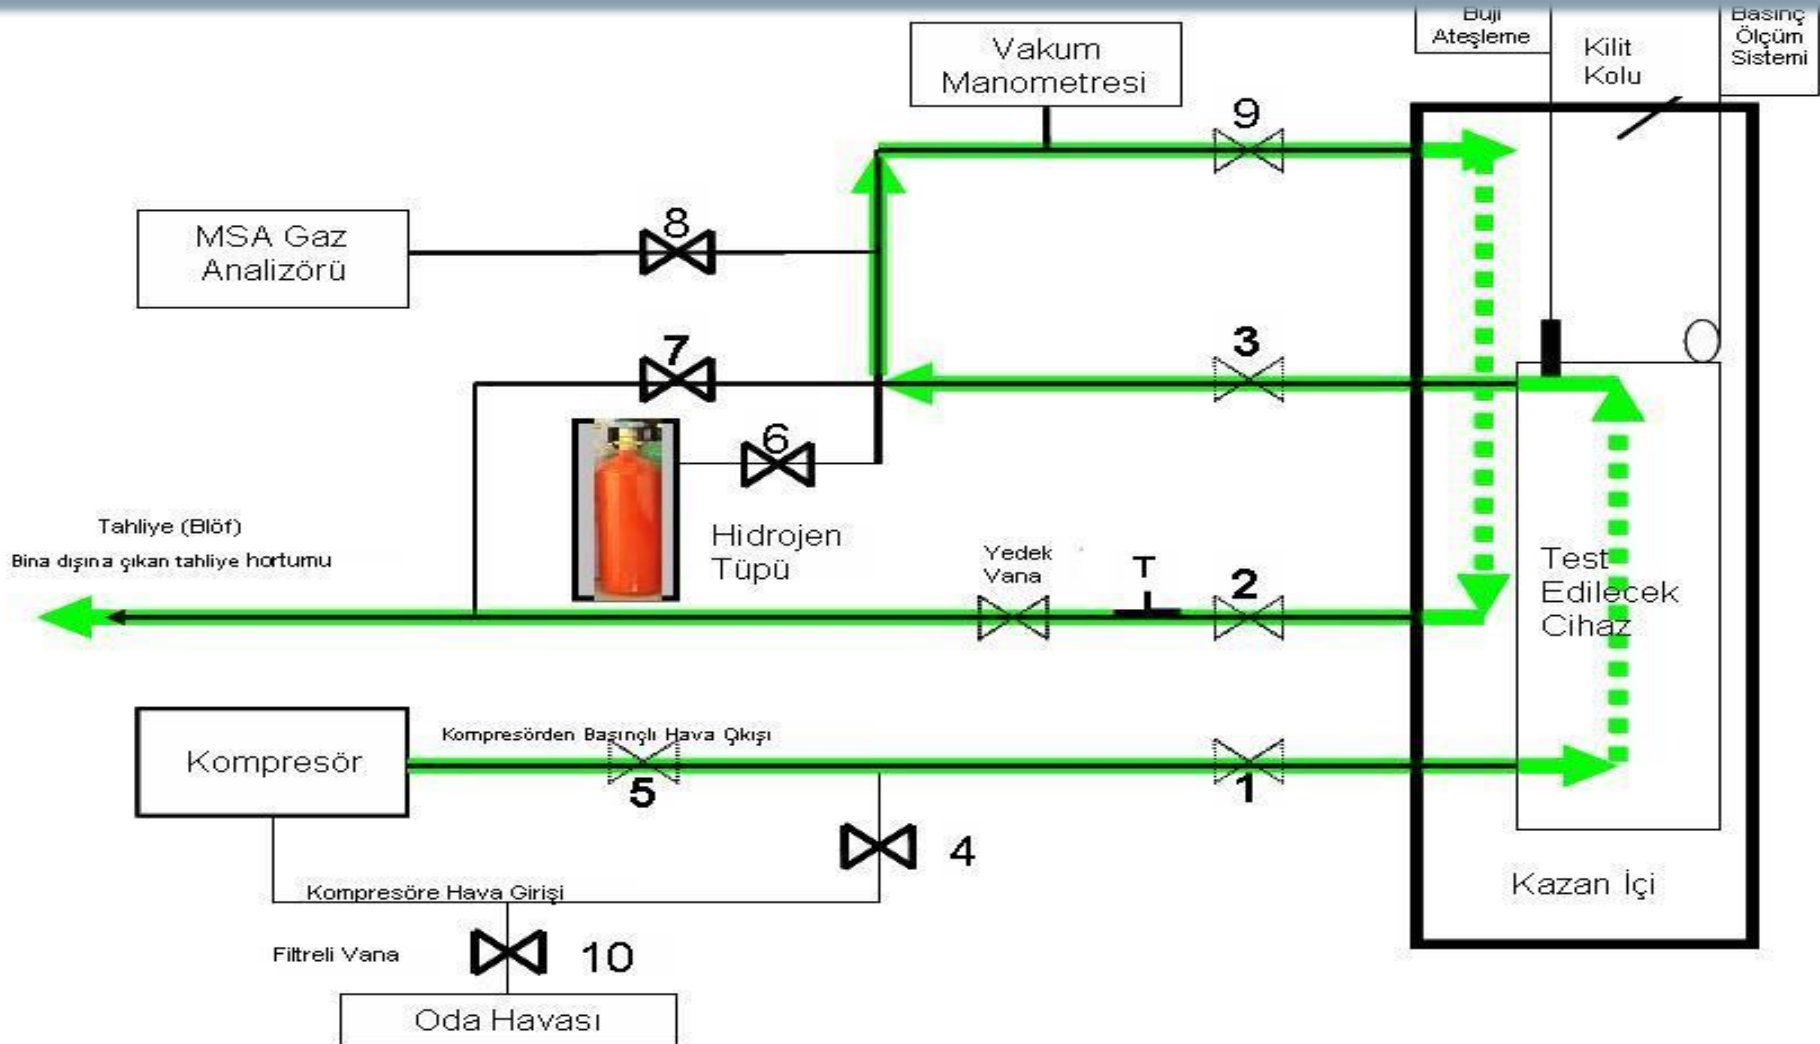 Buji
Ateşleme
Kilit
Kolu
Basınç
Ölçüm
Sistemi
Vakum
Manometresi
9
MSA Gaz
Analizörü
8
7
3
6
Hidrojen
Tüpü
Tahliye (Blöf)
Bina dışına çıkan tahliye hortumu
Yedek
Vana
T
2
Test
Edilecek
Cihaz
Kompresör
Kompresörden Basınçlı Hava Çıkışı
5
1
4
Kazan İçi
Kompresöre Hava Girişi
Filtreli Vana
10
Oda Havası